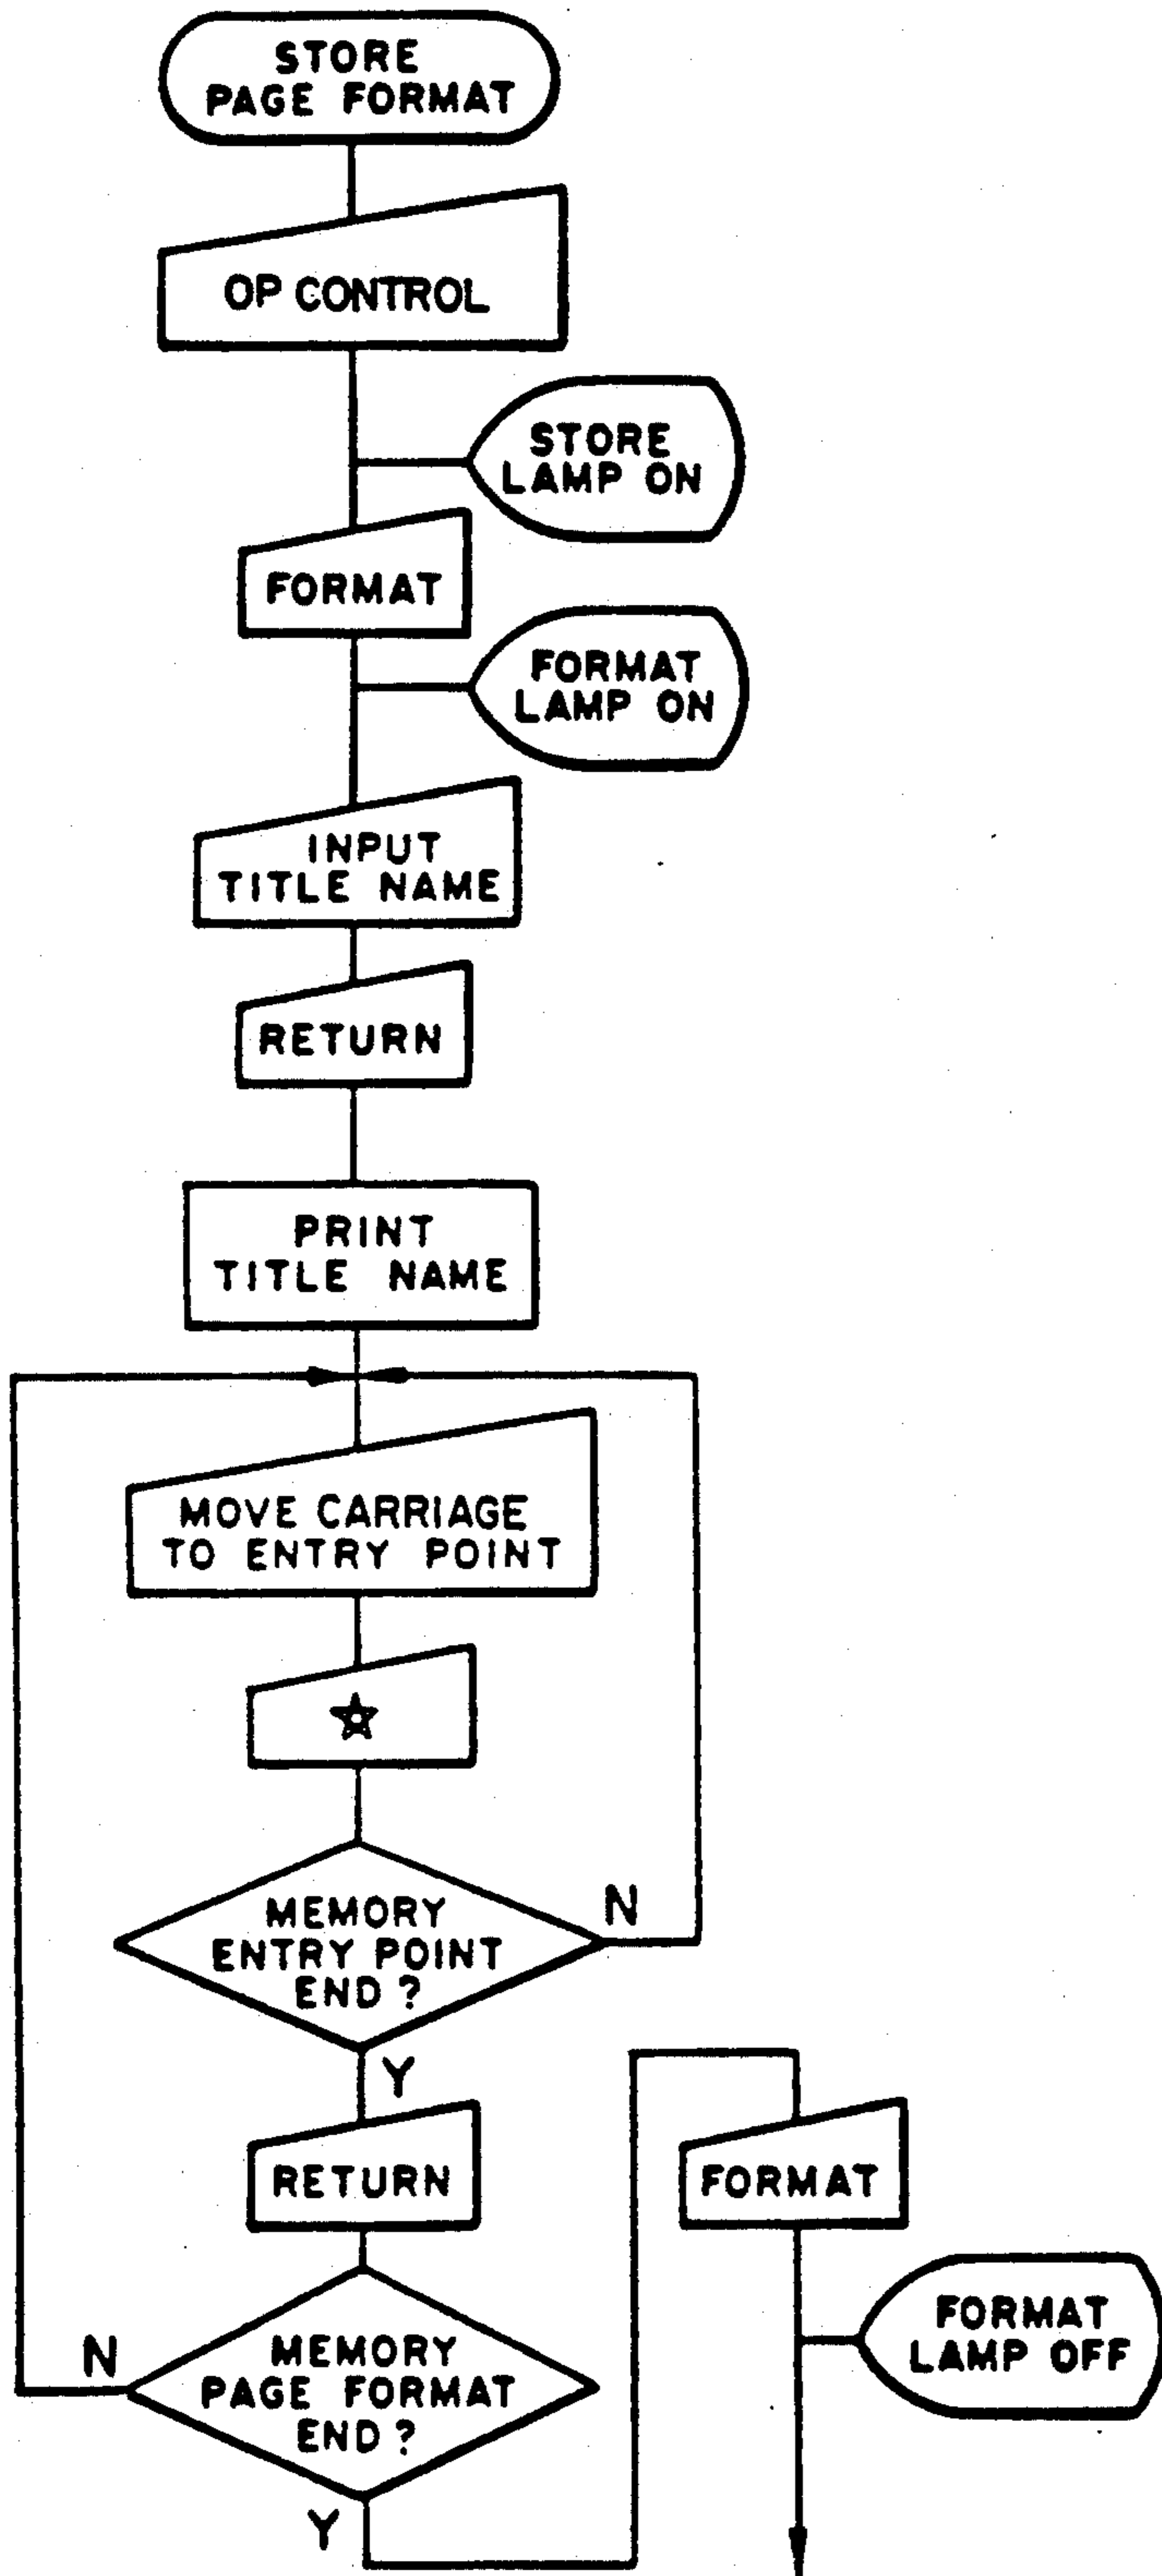 STORE
PAGE FORMAT
OP CONTROL
STORE
LAMP ON
FORMAT
FORMAT
LAMP ON
INPUT
TITLE NAME
RETURN
PRINT
TITLE NAME
MOVE CARRIAGE
TO ENTRY POINT
☆
MEMORY
ENTRY POINT
END ?
N
Y
RETURN
MEMORY
PAGE FORMAT
END ?
N
Y
FORMAT
FORMAT
LAMP OFF